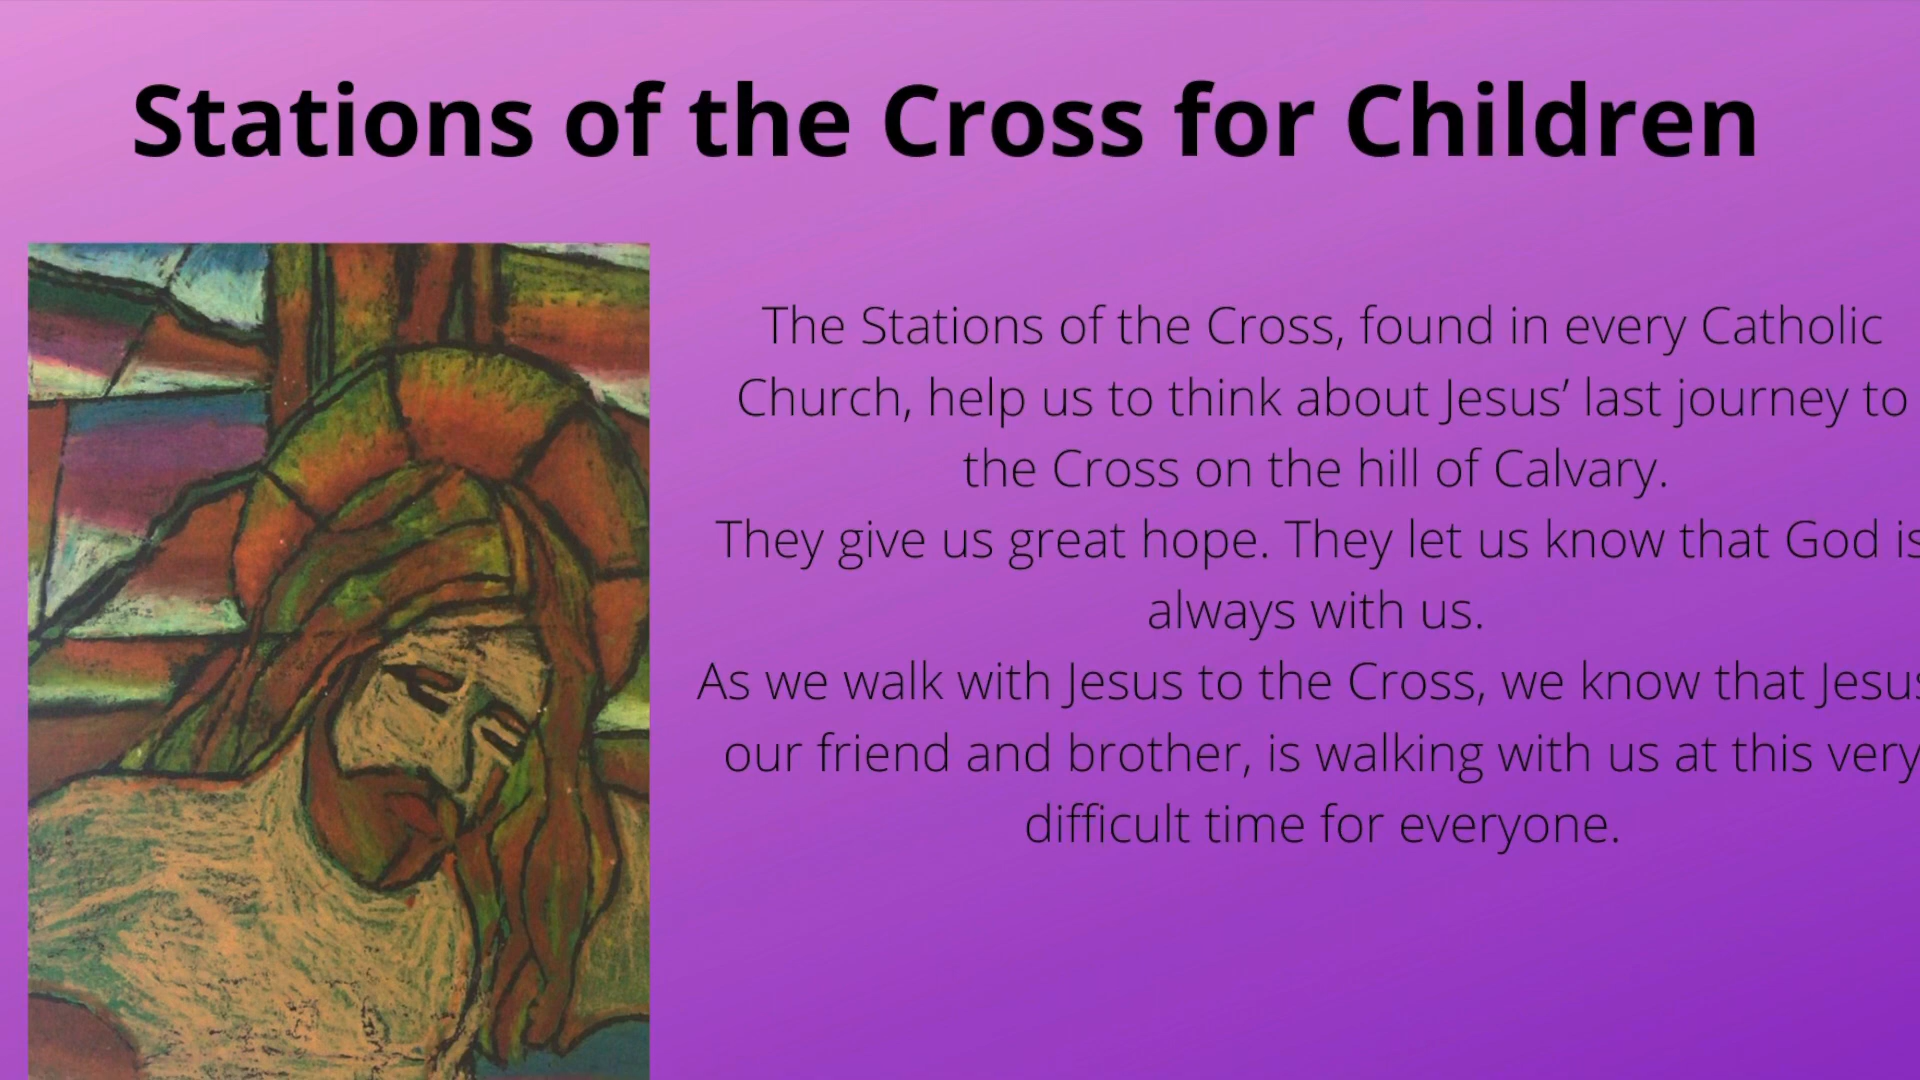 Stations of the Cross for Children
The Stations of the Cross, found in every Catholic
Church, help us to think about Jesus’ last journey to
the Cross on the hill of Calvary.
They give us great hope. They let us know that God is
always with us.
As we walk with Jesus to the Cross, we know that Jesus
our friend and brother, is walking with us at this very
difficult time for everyone.